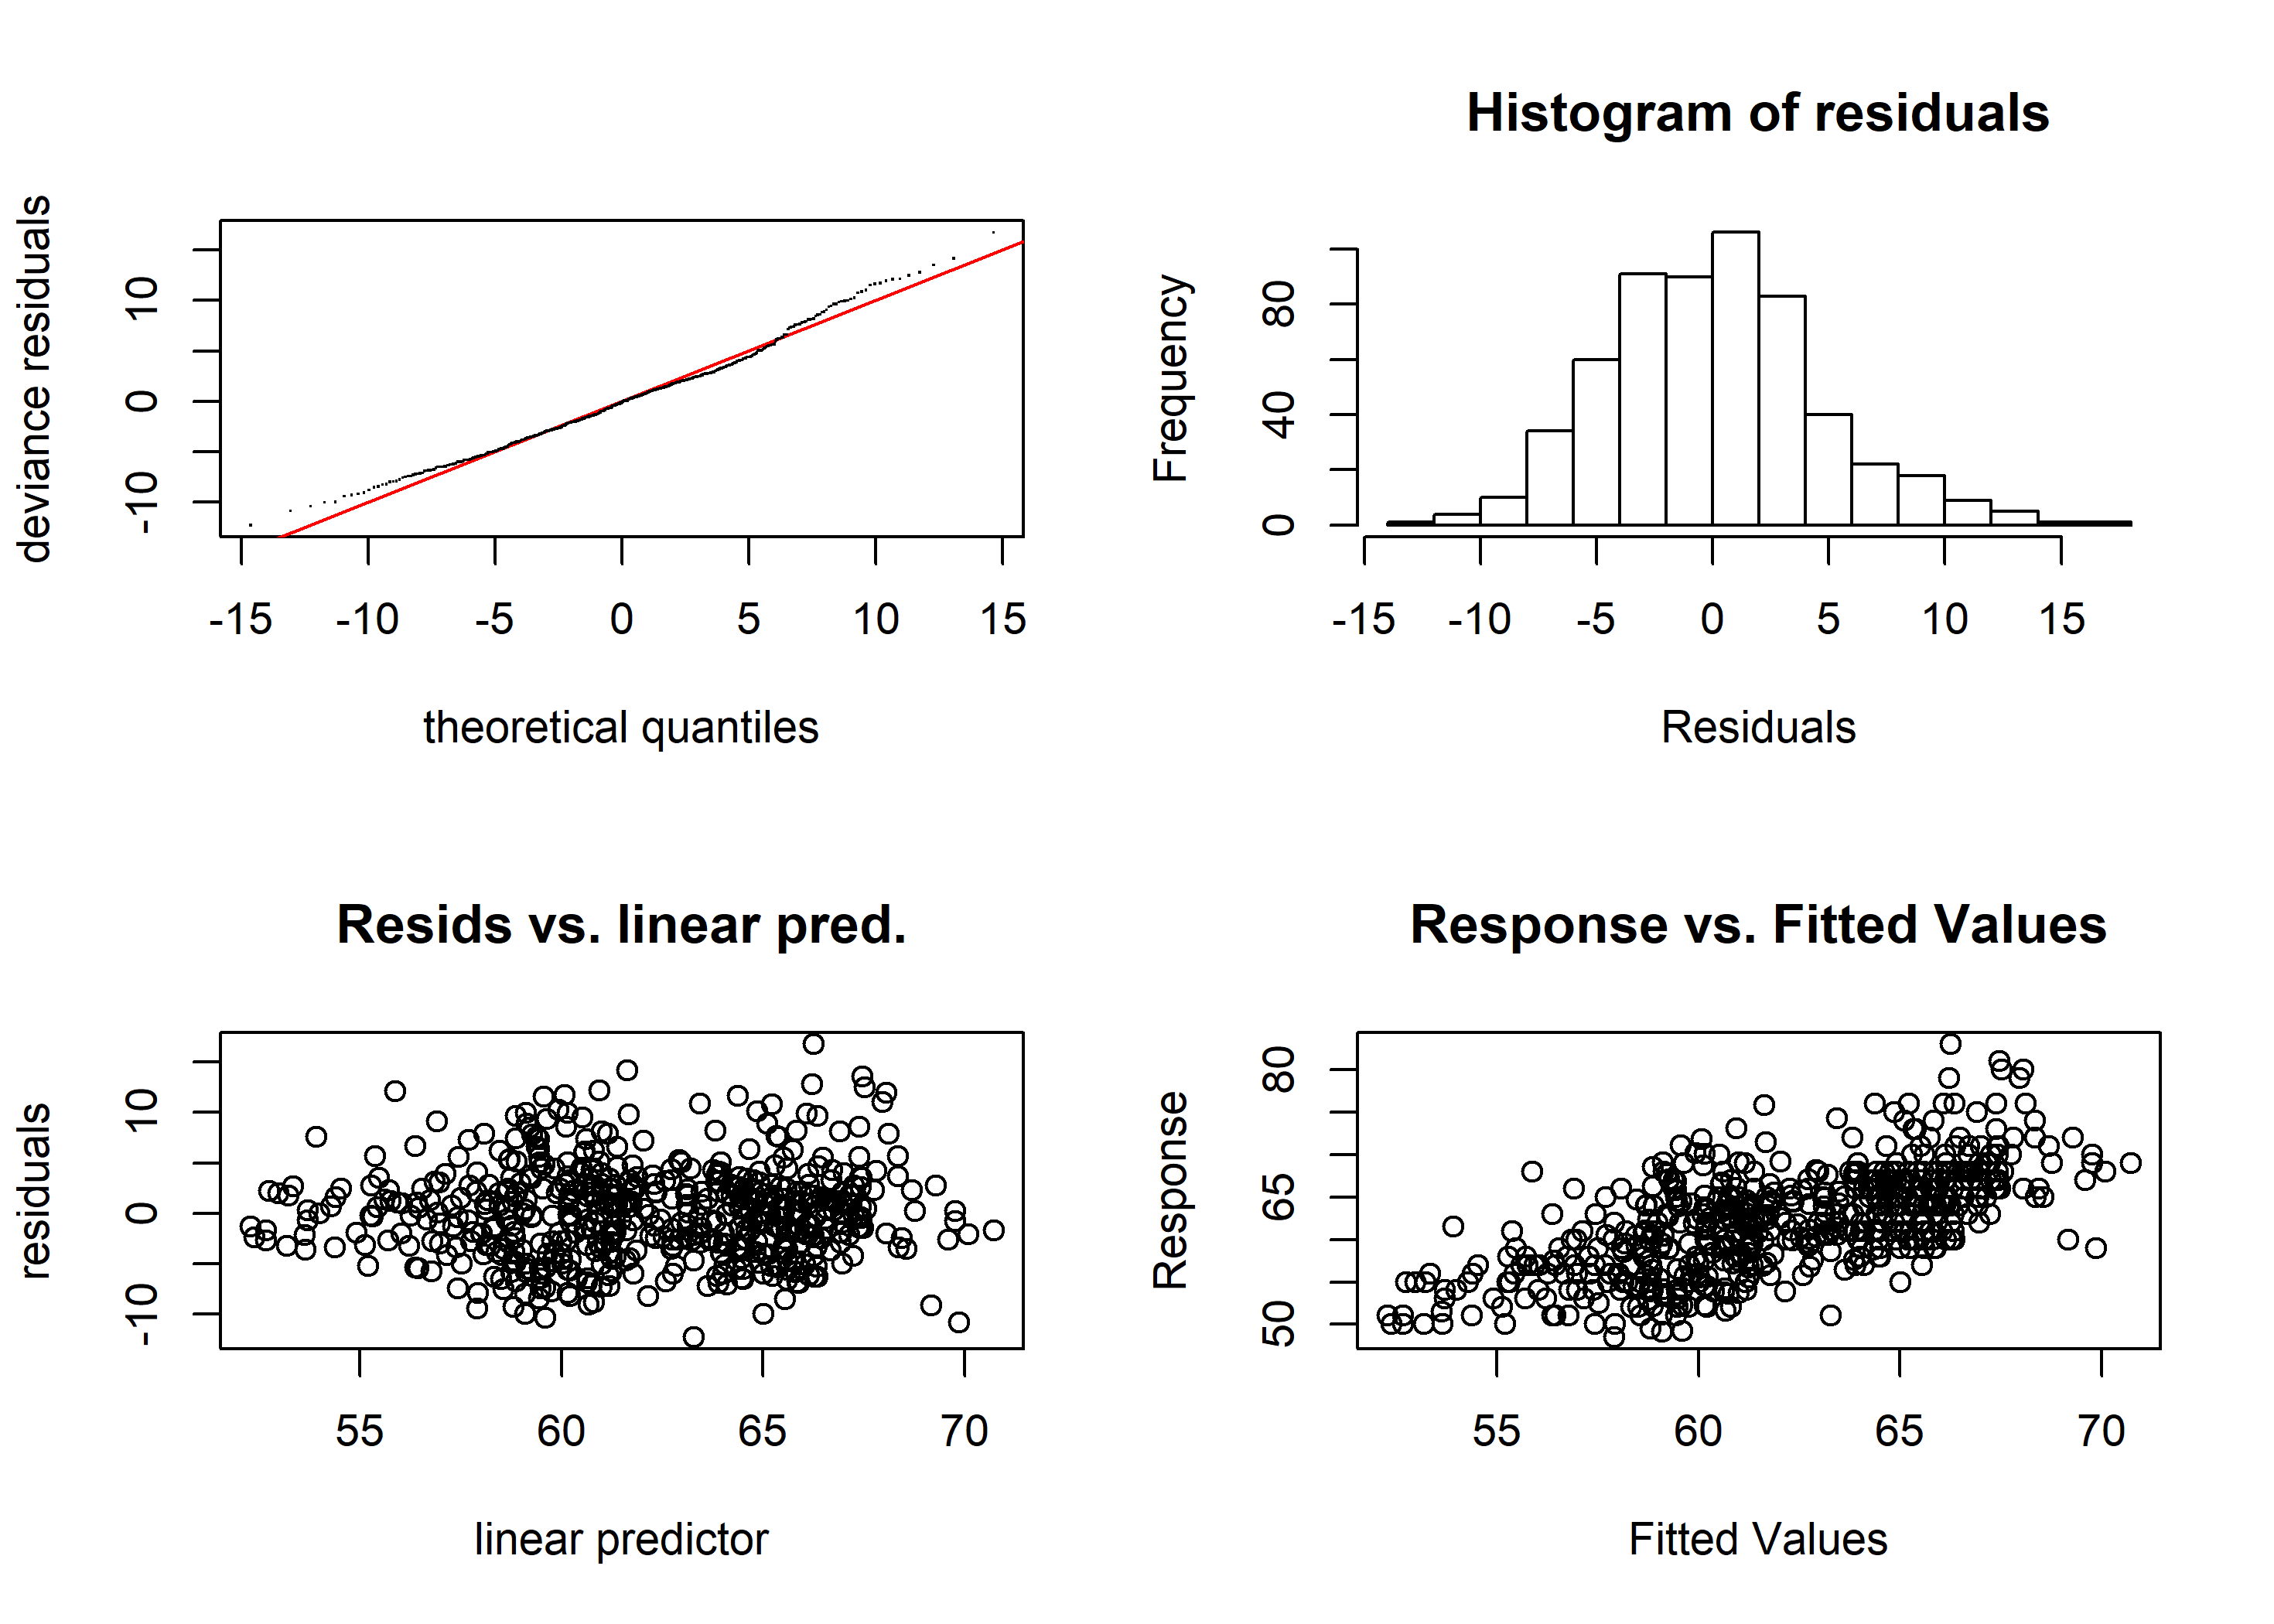 deviance residuals
10
0
-10
-15 -10 -5 0 5 10 15
theoretical quantiles
Histogram of residuals
Frequency
80
40
0
-15 -10 -5 0 5 10 15
Residuals
Resids vs. linear pred.
residuals
10
0
-10
55 60 65 70
linear predictor
Response vs. Fitted Values
Response
80
65
50
55 60 65 70
Fitted Values